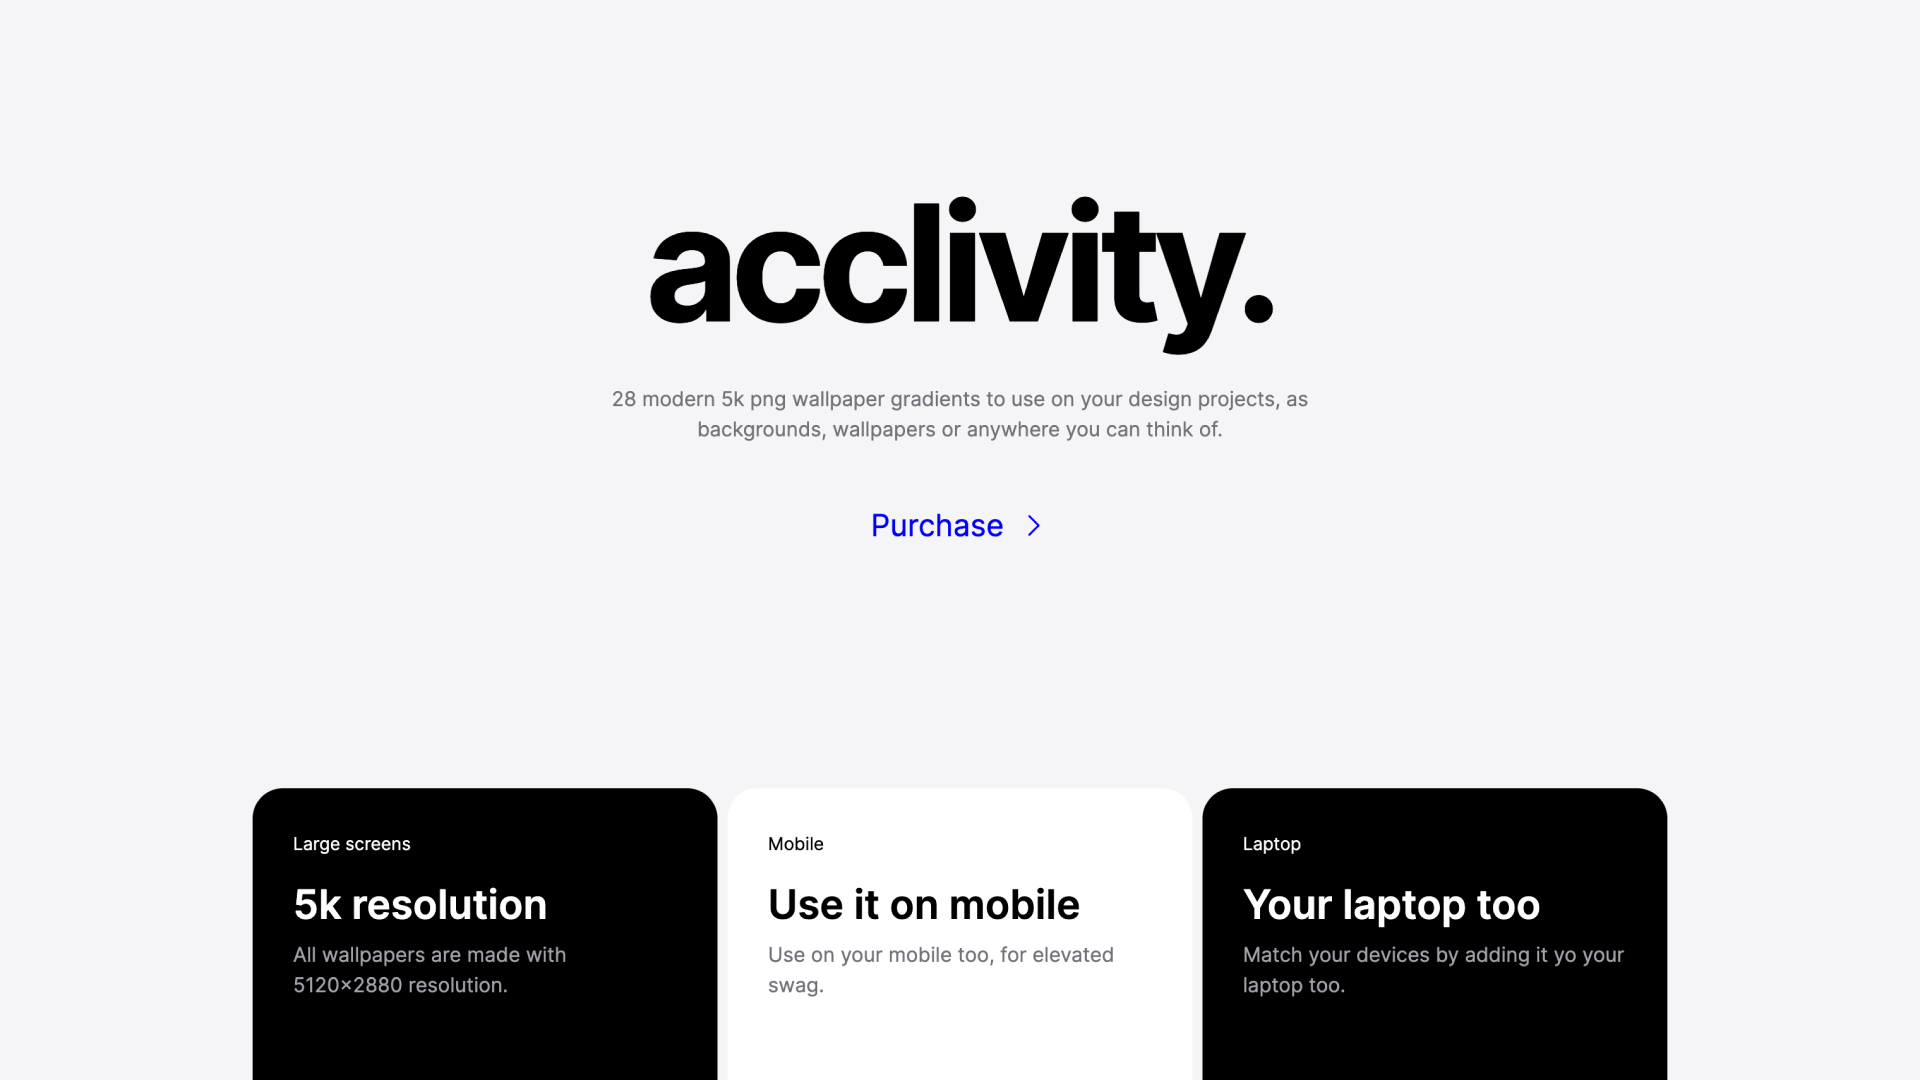 acclivity.
28 modern 5k png wallpaper gradients to use on your design projects, as
backgrounds, wallpapers or anywhere you can think of.
Purchase
Large screens
5k resolution
All wallpapers are made with
5120×2880 resolution.
Mobile
Use it on mobile
Use on your mobile too, for elevated
swag.
Laptop
Your laptop too
Match your devices by adding it yo your
laptop too.